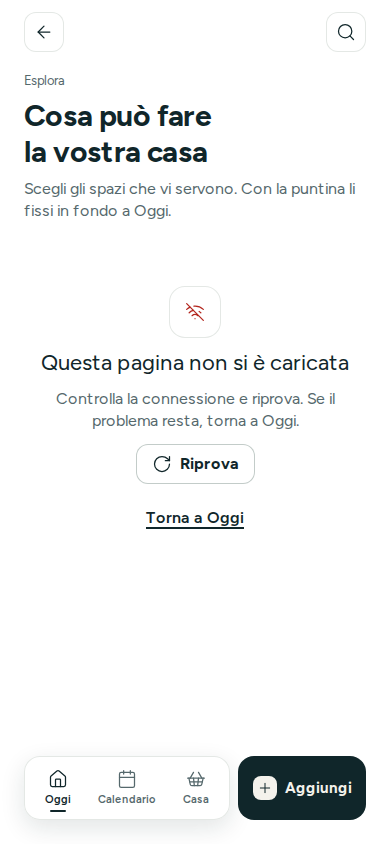 Esplora
Cosa può fare
la vostra casa
Scegli gli spazi che vi servono. Con la puntina li
fissi in fondo a Oggi.
Questa pagina non si è caricata
Controlla la connessione e riprova. Se il
problema resta, torna a Oggi.
Riprova
Torna a Oggi
Oggi
Calendario
Casa
Aggiungi